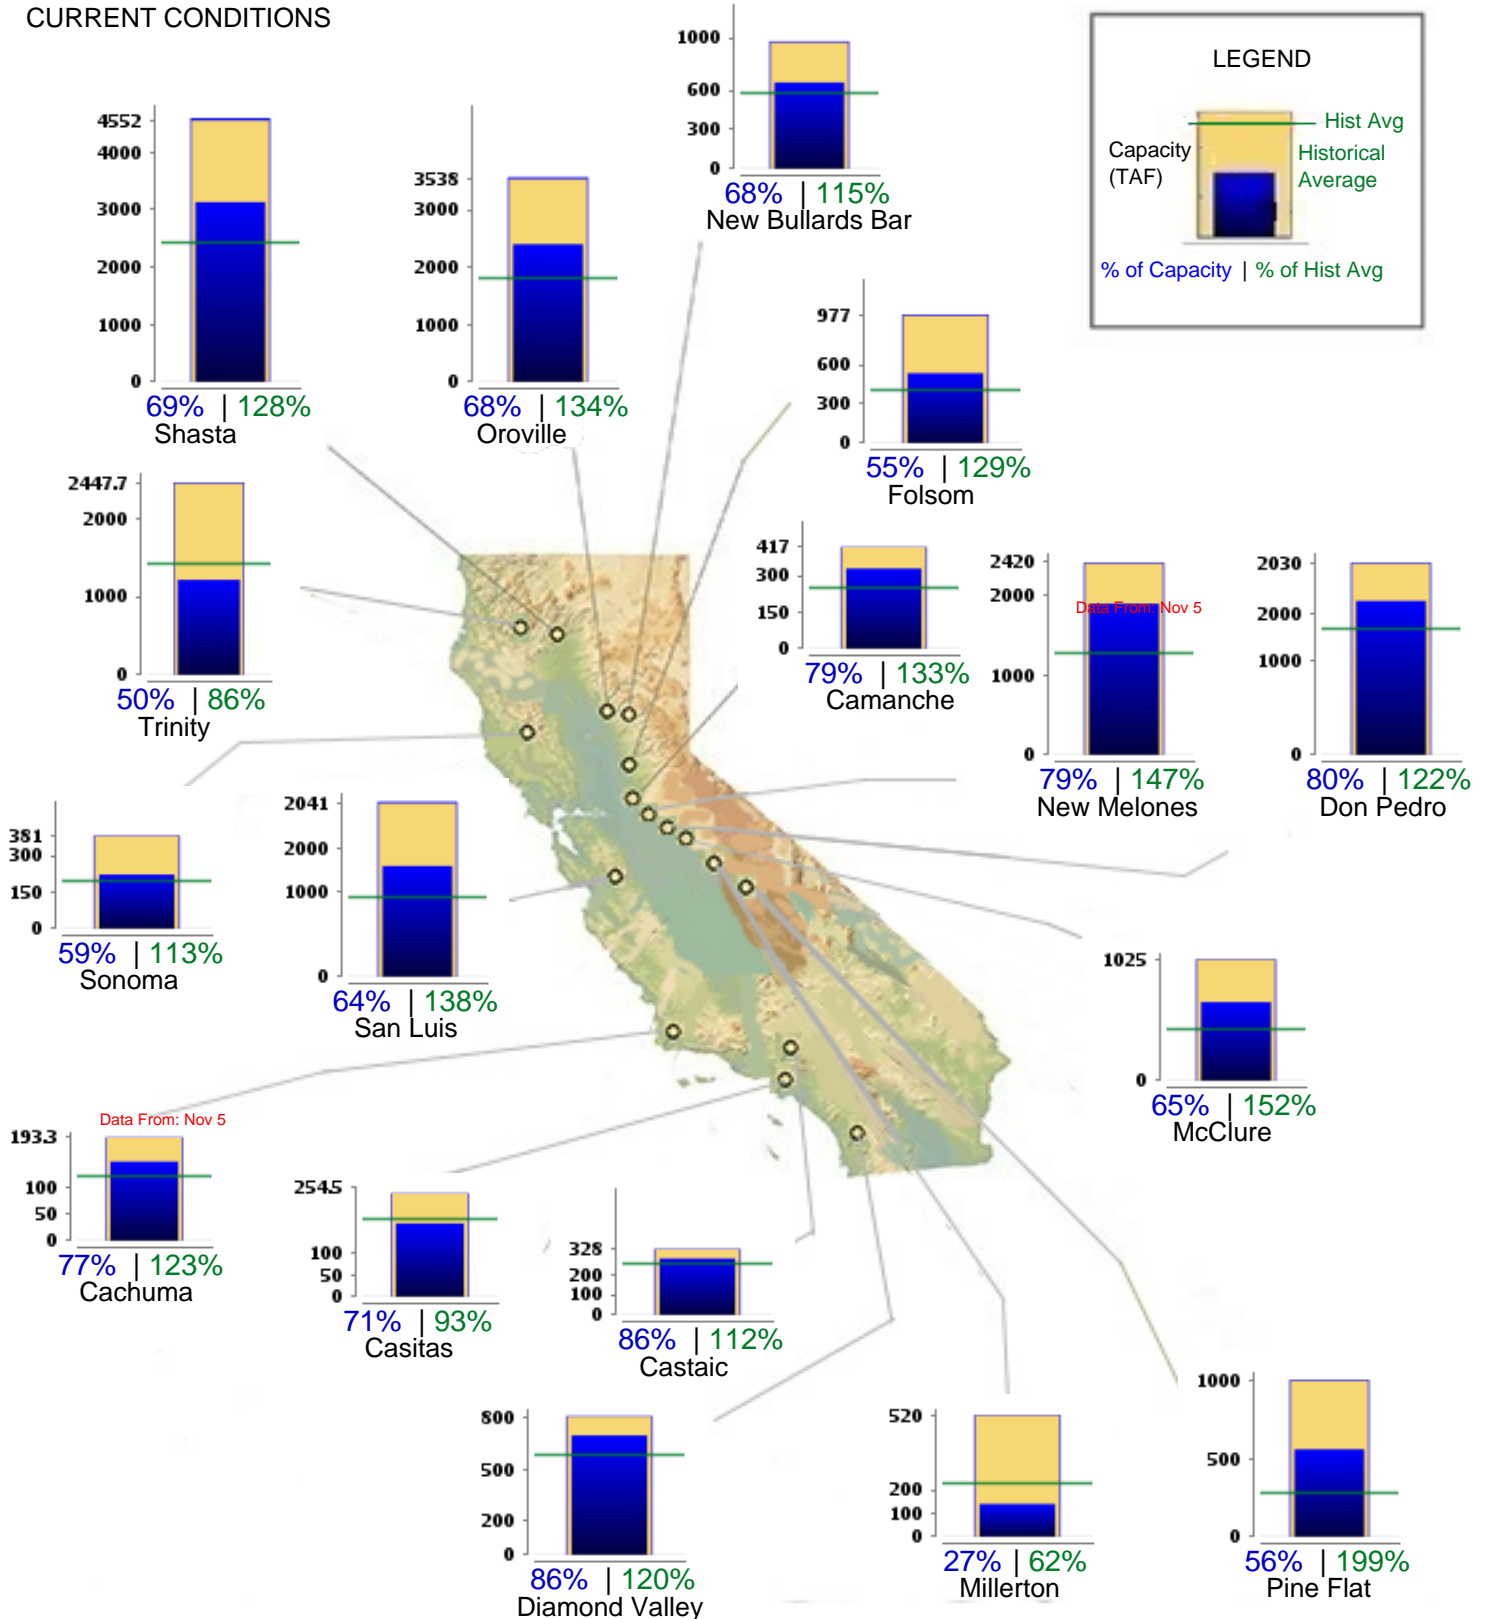 CURRENT CONDITIONS
1000
600
300
0
68% | 115%
New Bullards Bar
LEGEND
Hist Avg
Capacity
(TAF)
Historical
Average
% of Capacity | % of Hist Avg
4552
4000
3000
2000
1000
0
69% | 128%
Shasta
3538
3000
2000
1000
0
68% | 134%
Oroville
977
600
300
0
55% | 129%
Folsom
2447.7
2000
1000
0
50% | 86%
Trinity
417
300
150
0
79% | 133%
Camanche
2420
2000
Data From: Nov 5
1000
0
79% | 147%
New Melones
2030
2000
1000
0
80% | 122%
Don Pedro
381
300
150
0
59% | 113%
Sonoma
2041
2000
1000
0
64% | 138%
San Luis
1025
0
65% | 152%
McClure
Data From: Nov 5
193.3
100
50
0
77% | 123%
Cachuma
254.5
100
50
0
71% | 93%
Casitas
328
200
100
0
86% | 112%
Castaic
800
500
200
0
86% | 120%
Diamond Valley
520
200
100
0
27% | 62%
Millerton
1000
500
0
56% | 199%
Pine Flat